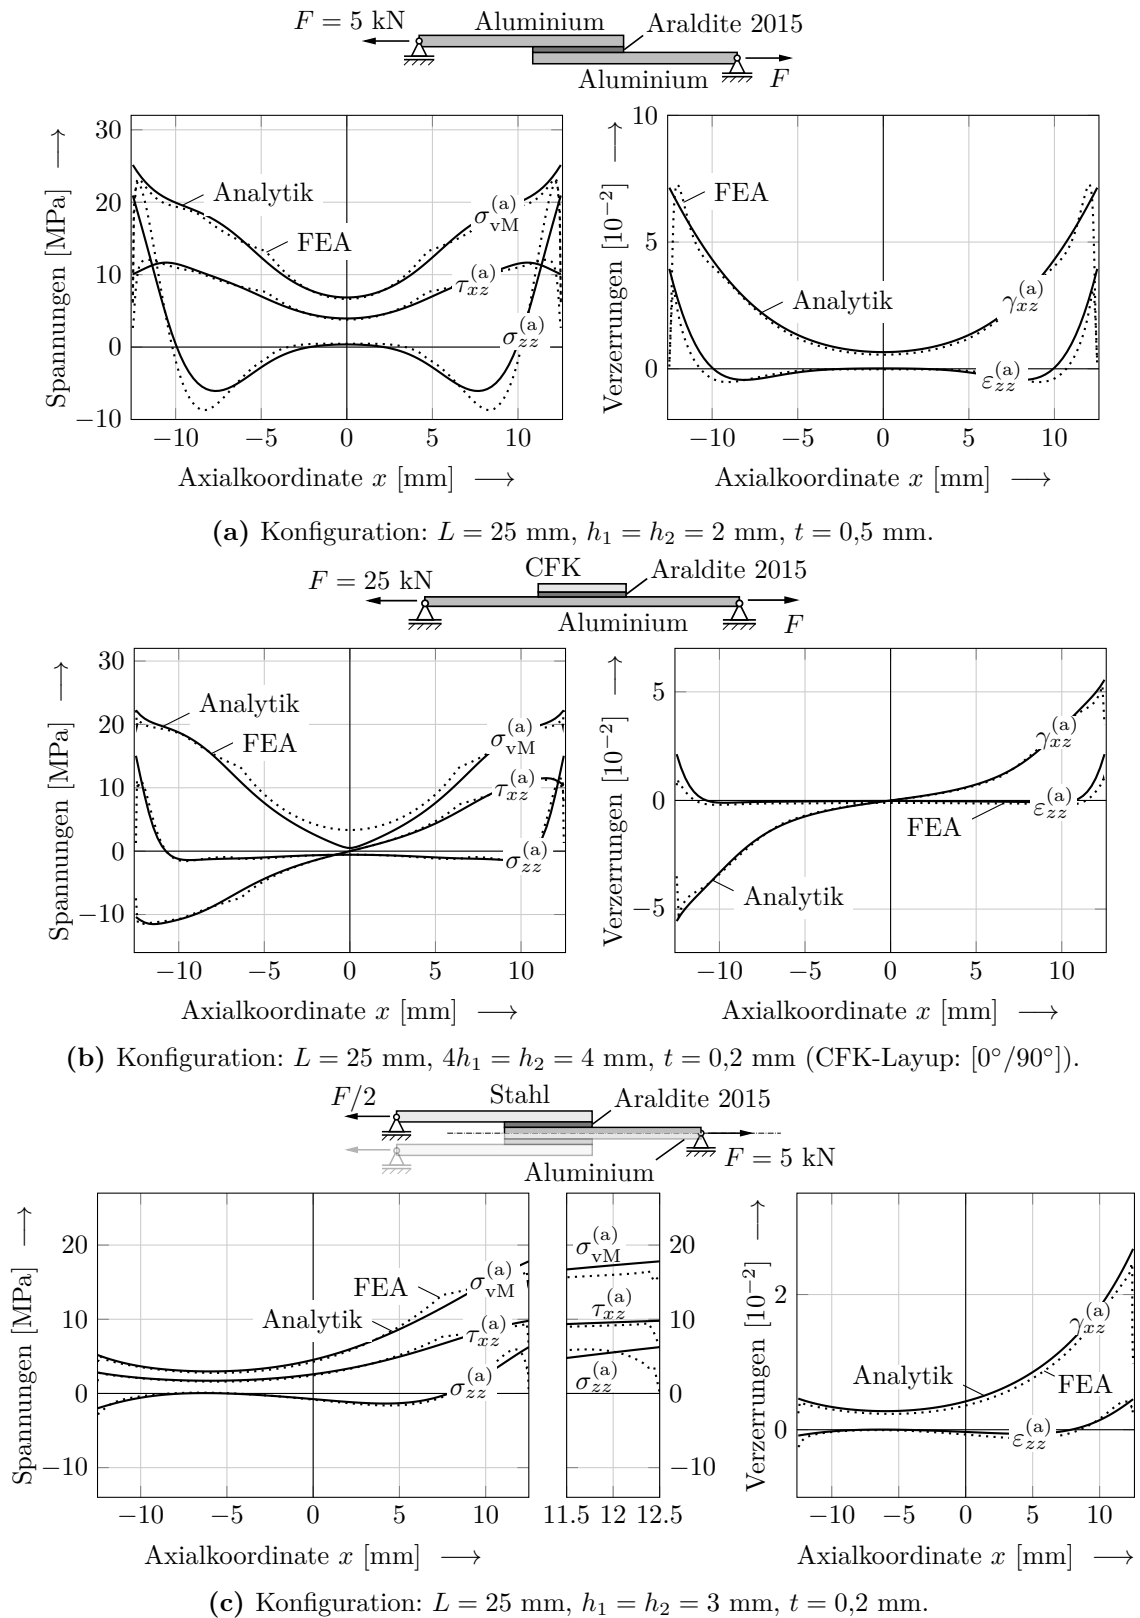 F = 5 kN
Aluminium
Araldite 2015
Aluminium
F
Spannungen [MPa] ⟶
30
20
10
0
−10
Analytik
FEA
σ_vM^(a)
τ_xz^(a)
σ_zz^(a)
−10 −5 0 5 10
Axialkoordinate x [mm] ⟶
Verzerrungen [10^−2] ⟶
10
5
0
FEA
Analytik
γ_xz^(a)
ε_zz^(a)
−10 −5 0 5 10
Axialkoordinate x [mm] ⟶
(a) Konfiguration: L = 25 mm, h_1 = h_2 = 2 mm, t = 0,5 mm.
F = 25 kN
CFK
Araldite 2015
Aluminium
F
Spannungen [MPa] ⟶
30
20
10
0
−10
Analytik
FEA
σ_vM^(a)
τ_xz^(a)
σ_zz^(a)
−10 −5 0 5 10
Axialkoordinate x [mm] ⟶
Verzerrungen [10^−2] ⟶
5
0
−5
γ_xz^(a)
ε_zz^(a)
FEA
Analytik
−10 −5 0 5 10
Axialkoordinate x [mm] ⟶
(b) Konfiguration: L = 25 mm, 4h_1 = h_2 = 4 mm, t = 0,2 mm (CFK-Layup: [0°/90°]).
F/2
Stahl
Araldite 2015
Aluminium
F = 5 kN
Spannungen [MPa] ⟶
20
10
0
−10
FEA
Analytik
σ_vM^(a)
τ_xz^(a)
σ_zz^(a)
−10 −5 0 5 10
Axialkoordinate x [mm] ⟶
σ_vM^(a)
τ_xz^(a)
σ_zz^(a)
20
10
0
−10
11.5 12 12.5
Verzerrungen [10^−2] ⟶
2
0
γ_xz^(a)
Analytik
FEA
ε_zz^(a)
−10 −5 0 5 10
Axialkoordinate x [mm] ⟶
(c) Konfiguration: L = 25 mm, h_1 = h_2 = 3 mm, t = 0,2 mm.